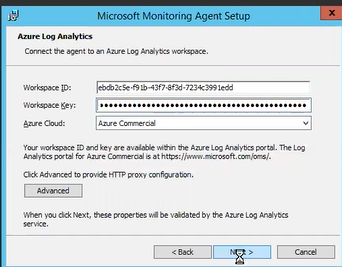 Microsoft Monitoring Agent Setup
Azure Log Analytics
Connect the agent to an Azure Log Analytics workspace.
Workspace ID: ebdb2c5e-f91b-43f7-8f3d-7234c3991edd
Workspace Key:
Azure Cloud: Azure Commercial
Your workspace ID and key are available within the Azure Log Analytics portal. The Log
Analytics portal for Azure Commercial is at https://www.microsoft.com/oms/.
Click Advanced to provide HTTP proxy configuration.
Advanced
When you click Next, these properties will be validated by the Azure Log Analytics
service.
< Back Next > Cancel